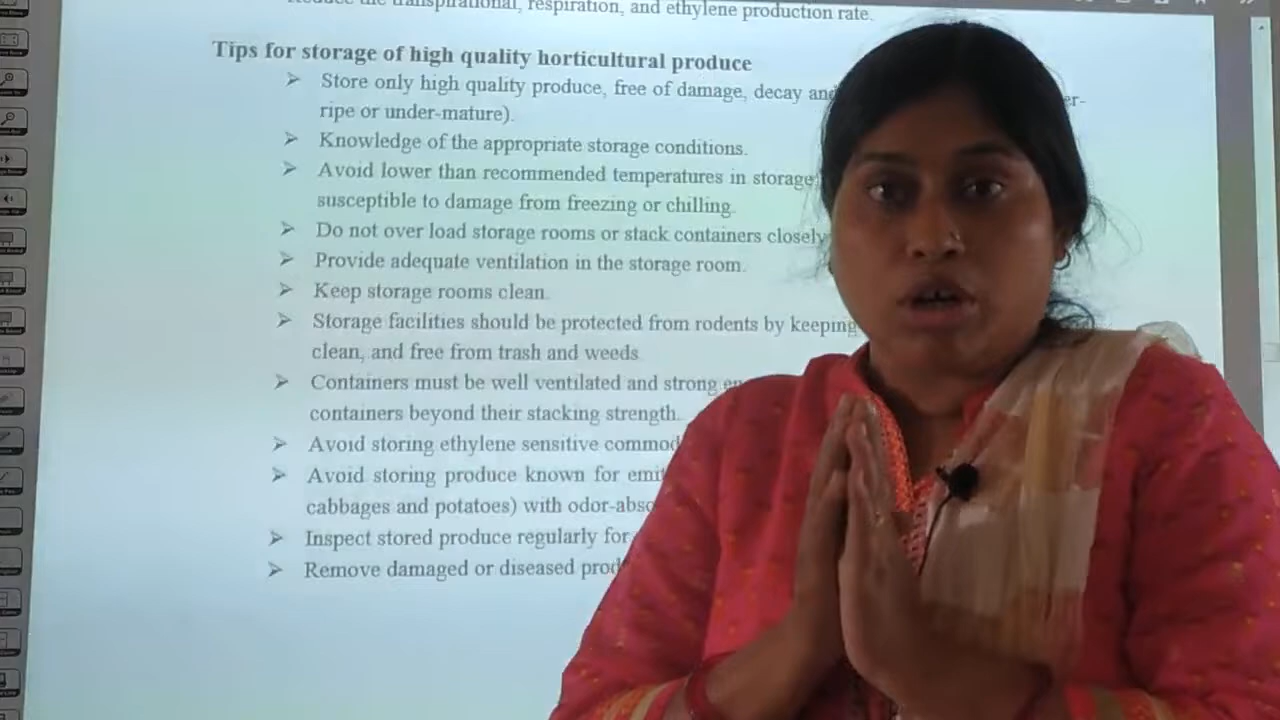 the transpirational, respiration, and ethylene production rate.
Tips for storage of high quality horticultural produce
➢ Store only high quality produce, free of damage, decay and
er-
ripe or under-mature).
➢ Knowledge of the appropriate storage conditions.
➢ Avoid lower than recommended temperatures in storage
susceptible to damage from freezing or chilling.
➢ Do not over load storage rooms or stack containers closely
➢ Provide adequate ventilation in the storage room.
➢ Keep storage rooms clean.
➢ Storage facilities should be protected from rodents by keeping
clean, and free from trash and weeds
➢ Containers must be well ventilated and strong en
containers beyond their stacking strength.
➢ Avoid storing ethylene sensitive commod
➢ Avoid storing produce known for emit
cabbages and potatoes) with odor-abso
➢ Inspect stored produce regularly for
➢ Remove damaged or diseased prod